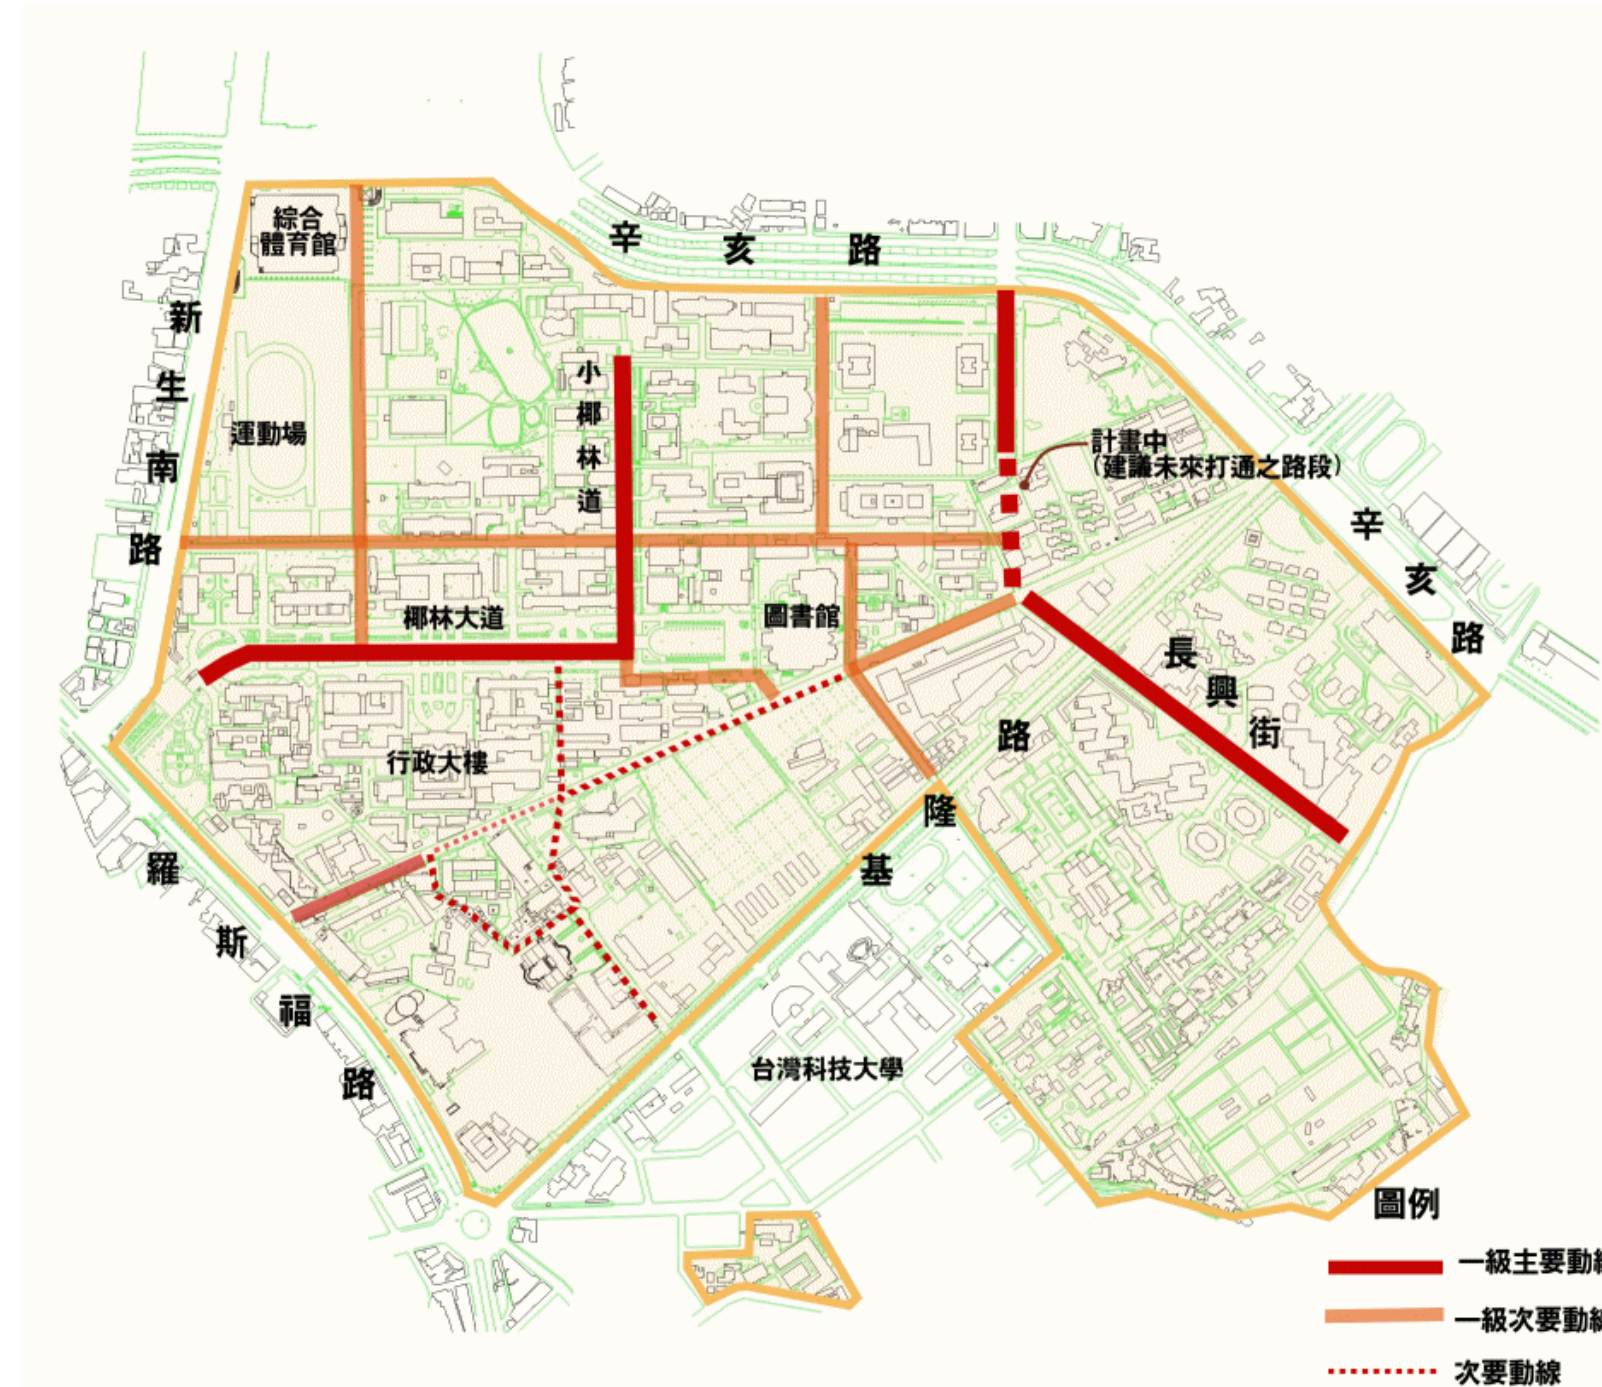 綜合
體育館
辛亥路
新生南路
小椰林道
運動場
計畫中
(建議未來打通之路段)
辛亥路
椰林大道
圖書館
長興街
行政大樓
基隆路
羅斯福路
台灣科技大學
圖例
一級主要動線
一級次要動線
次要動線